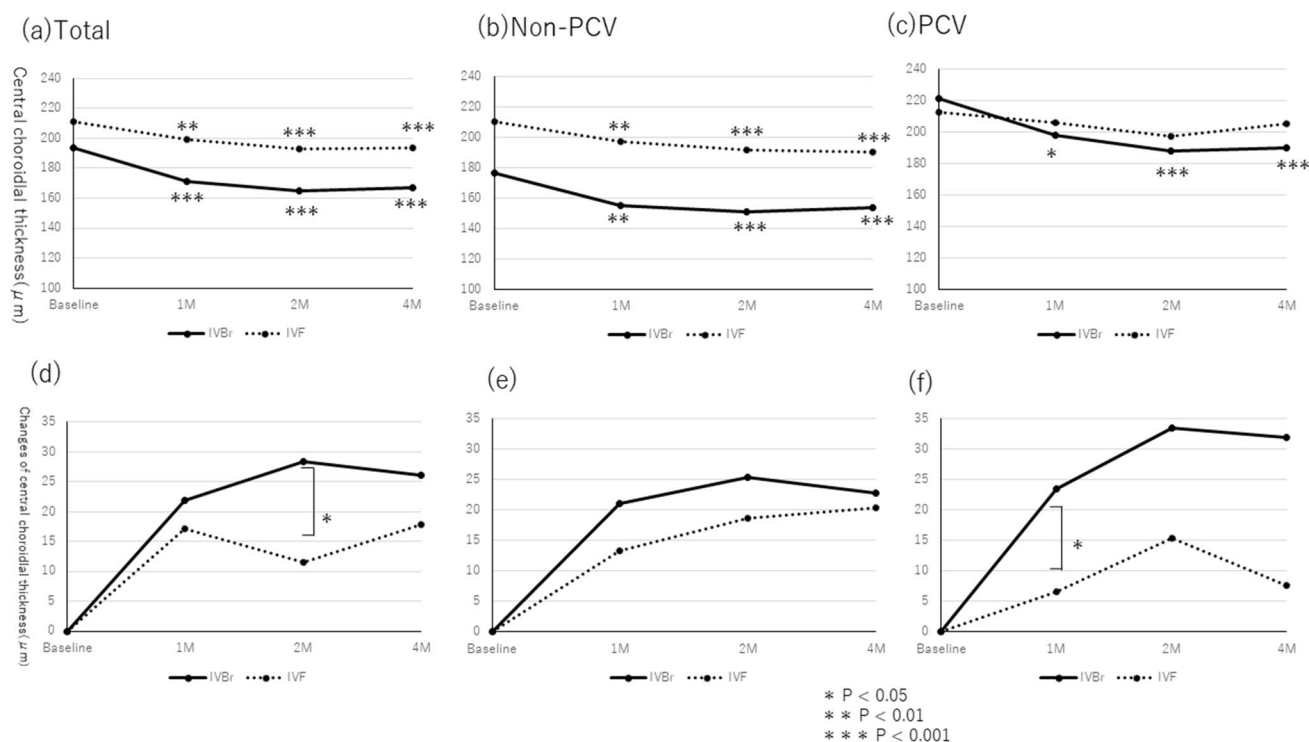 (a)Total
Central choroidlal thickness(μm)
240
220
200
180
160
140
120
100
** *** ***
*** *** ***
Baseline 1M 2M 4M
IVBr IVF
(b)Non-PCV
240
220
200
180
160
140
120
100
** *** ***
** *** ***
Baseline 1M 2M 4M
IVBr IVF
(c)PCV
240
220
200
180
160
140
120
100
* *** ***
Baseline 1M 2M 4M
IVBr IVF
(d)
Changes of central choroidlal thickness(μm)
35
30
25
20
15
10
5
0
*
Baseline 1M 2M 4M
IVBr IVF
(e)
35
30
25
20
15
10
5
0
Baseline 1M 2M 4M
IVBr IVF
(f)
35
30
25
20
15
10
5
0
*
Baseline 1M 2M 4M
IVBr IVF
* P < 0.05
** P < 0.01
*** P < 0.001